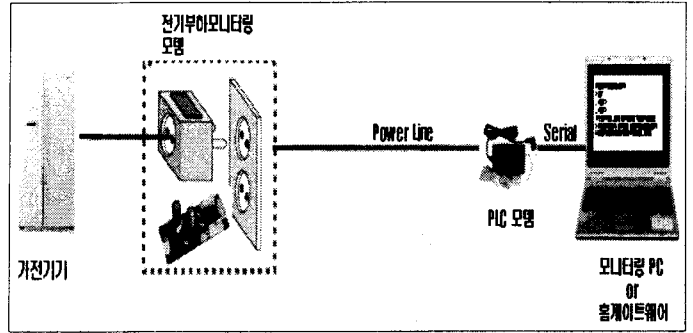 전기부하모니터링
모뎀
Power Line
Serial
PLC 모뎀
가전기기
모니터링 PC
or
홈게이트웨이